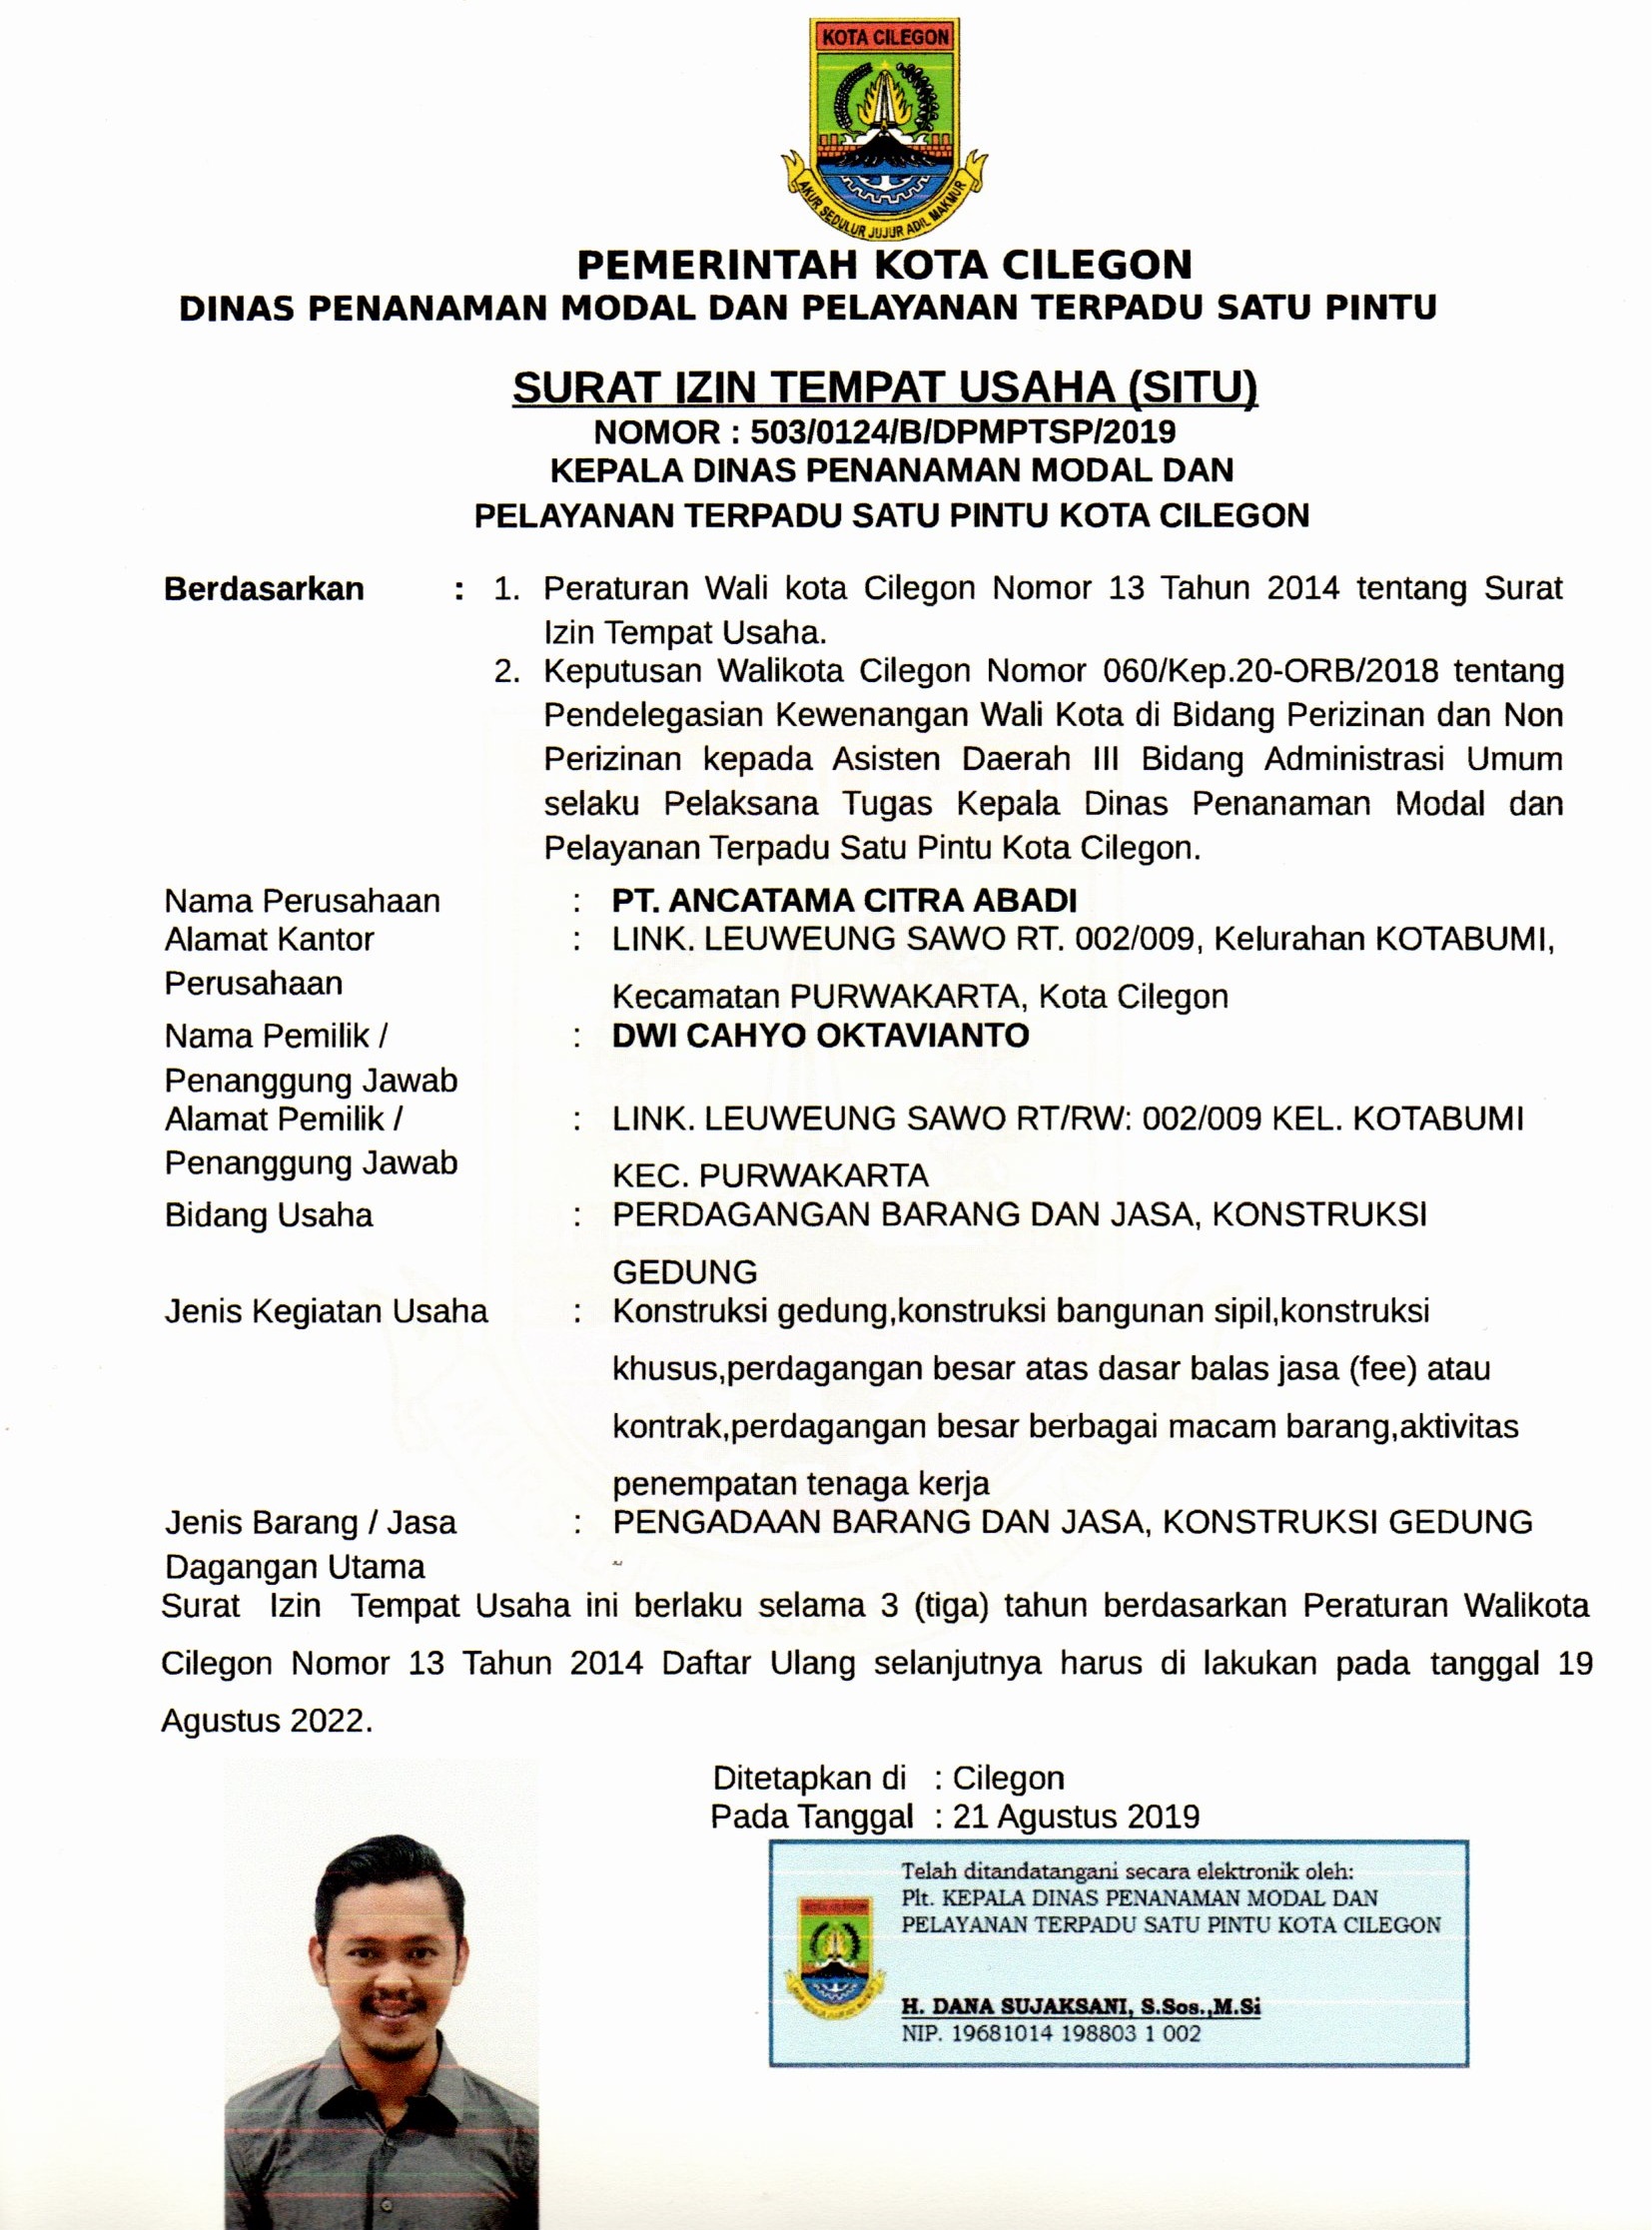 KOTA CILEGON
AKUR SEDULUR JUJUR ADIL MAKMUR
PEMERINTAH KOTA CILEGON
DINAS PENANAMAN MODAL DAN PELAYANAN TERPADU SATU PINTU
SURAT IZIN TEMPAT USAHA (SITU)
NOMOR : 503/0124/B/DPMPTSP/2019
KEPALA DINAS PENANAMAN MODAL DAN
PELAYANAN TERPADU SATU PINTU KOTA CILEGON
Berdasarkan : 1. Peraturan Wali kota Cilegon Nomor 13 Tahun 2014 tentang Surat
Izin Tempat Usaha.
2. Keputusan Walikota Cilegon Nomor 060/Kep.20-ORB/2018 tentang
Pendelegasian Kewenangan Wali Kota di Bidang Perizinan dan Non
Perizinan kepada Asisten Daerah III Bidang Administrasi Umum
selaku Pelaksana Tugas Kepala Dinas Penanaman Modal dan
Pelayanan Terpadu Satu Pintu Kota Cilegon.
Nama Perusahaan : PT. ANCATAMA CITRA ABADI
Alamat Kantor : LINK. LEUWEUNG SAWO RT. 002/009, Kelurahan KOTABUMI,
Perusahaan
Kecamatan PURWAKARTA, Kota Cilegon
Nama Pemilik / : DWI CAHYO OKTAVIANTO
Penanggung Jawab
Alamat Pemilik / : LINK. LEUWEUNG SAWO RT/RW: 002/009 KEL. KOTABUMI
Penanggung Jawab
KEC. PURWAKARTA
Bidang Usaha : PERDAGANGAN BARANG DAN JASA, KONSTRUKSI
GEDUNG
Jenis Kegiatan Usaha : Konstruksi gedung,konstruksi bangunan sipil,konstruksi
khusus,perdagangan besar atas dasar balas jasa (fee) atau
kontrak,perdagangan besar berbagai macam barang,aktivitas
penempatan tenaga kerja
Jenis Barang / Jasa : PENGADAAN BARANG DAN JASA, KONSTRUKSI GEDUNG
Dagangan Utama
Surat Izin Tempat Usaha ini berlaku selama 3 (tiga) tahun berdasarkan Peraturan Walikota
Cilegon Nomor 13 Tahun 2014 Daftar Ulang selanjutnya harus di lakukan pada tanggal 19
Agustus 2022.
Ditetapkan di : Cilegon
Pada Tanggal : 21 Agustus 2019
Telah ditandatangani secara elektronik oleh:
Plt. KEPALA DINAS PENANAMAN MODAL DAN
PELAYANAN TERPADU SATU PINTU KOTA CILEGON
H. DANA SUJAKSANI, S.Sos.,M.Si
NIP. 19681014 198803 1 002